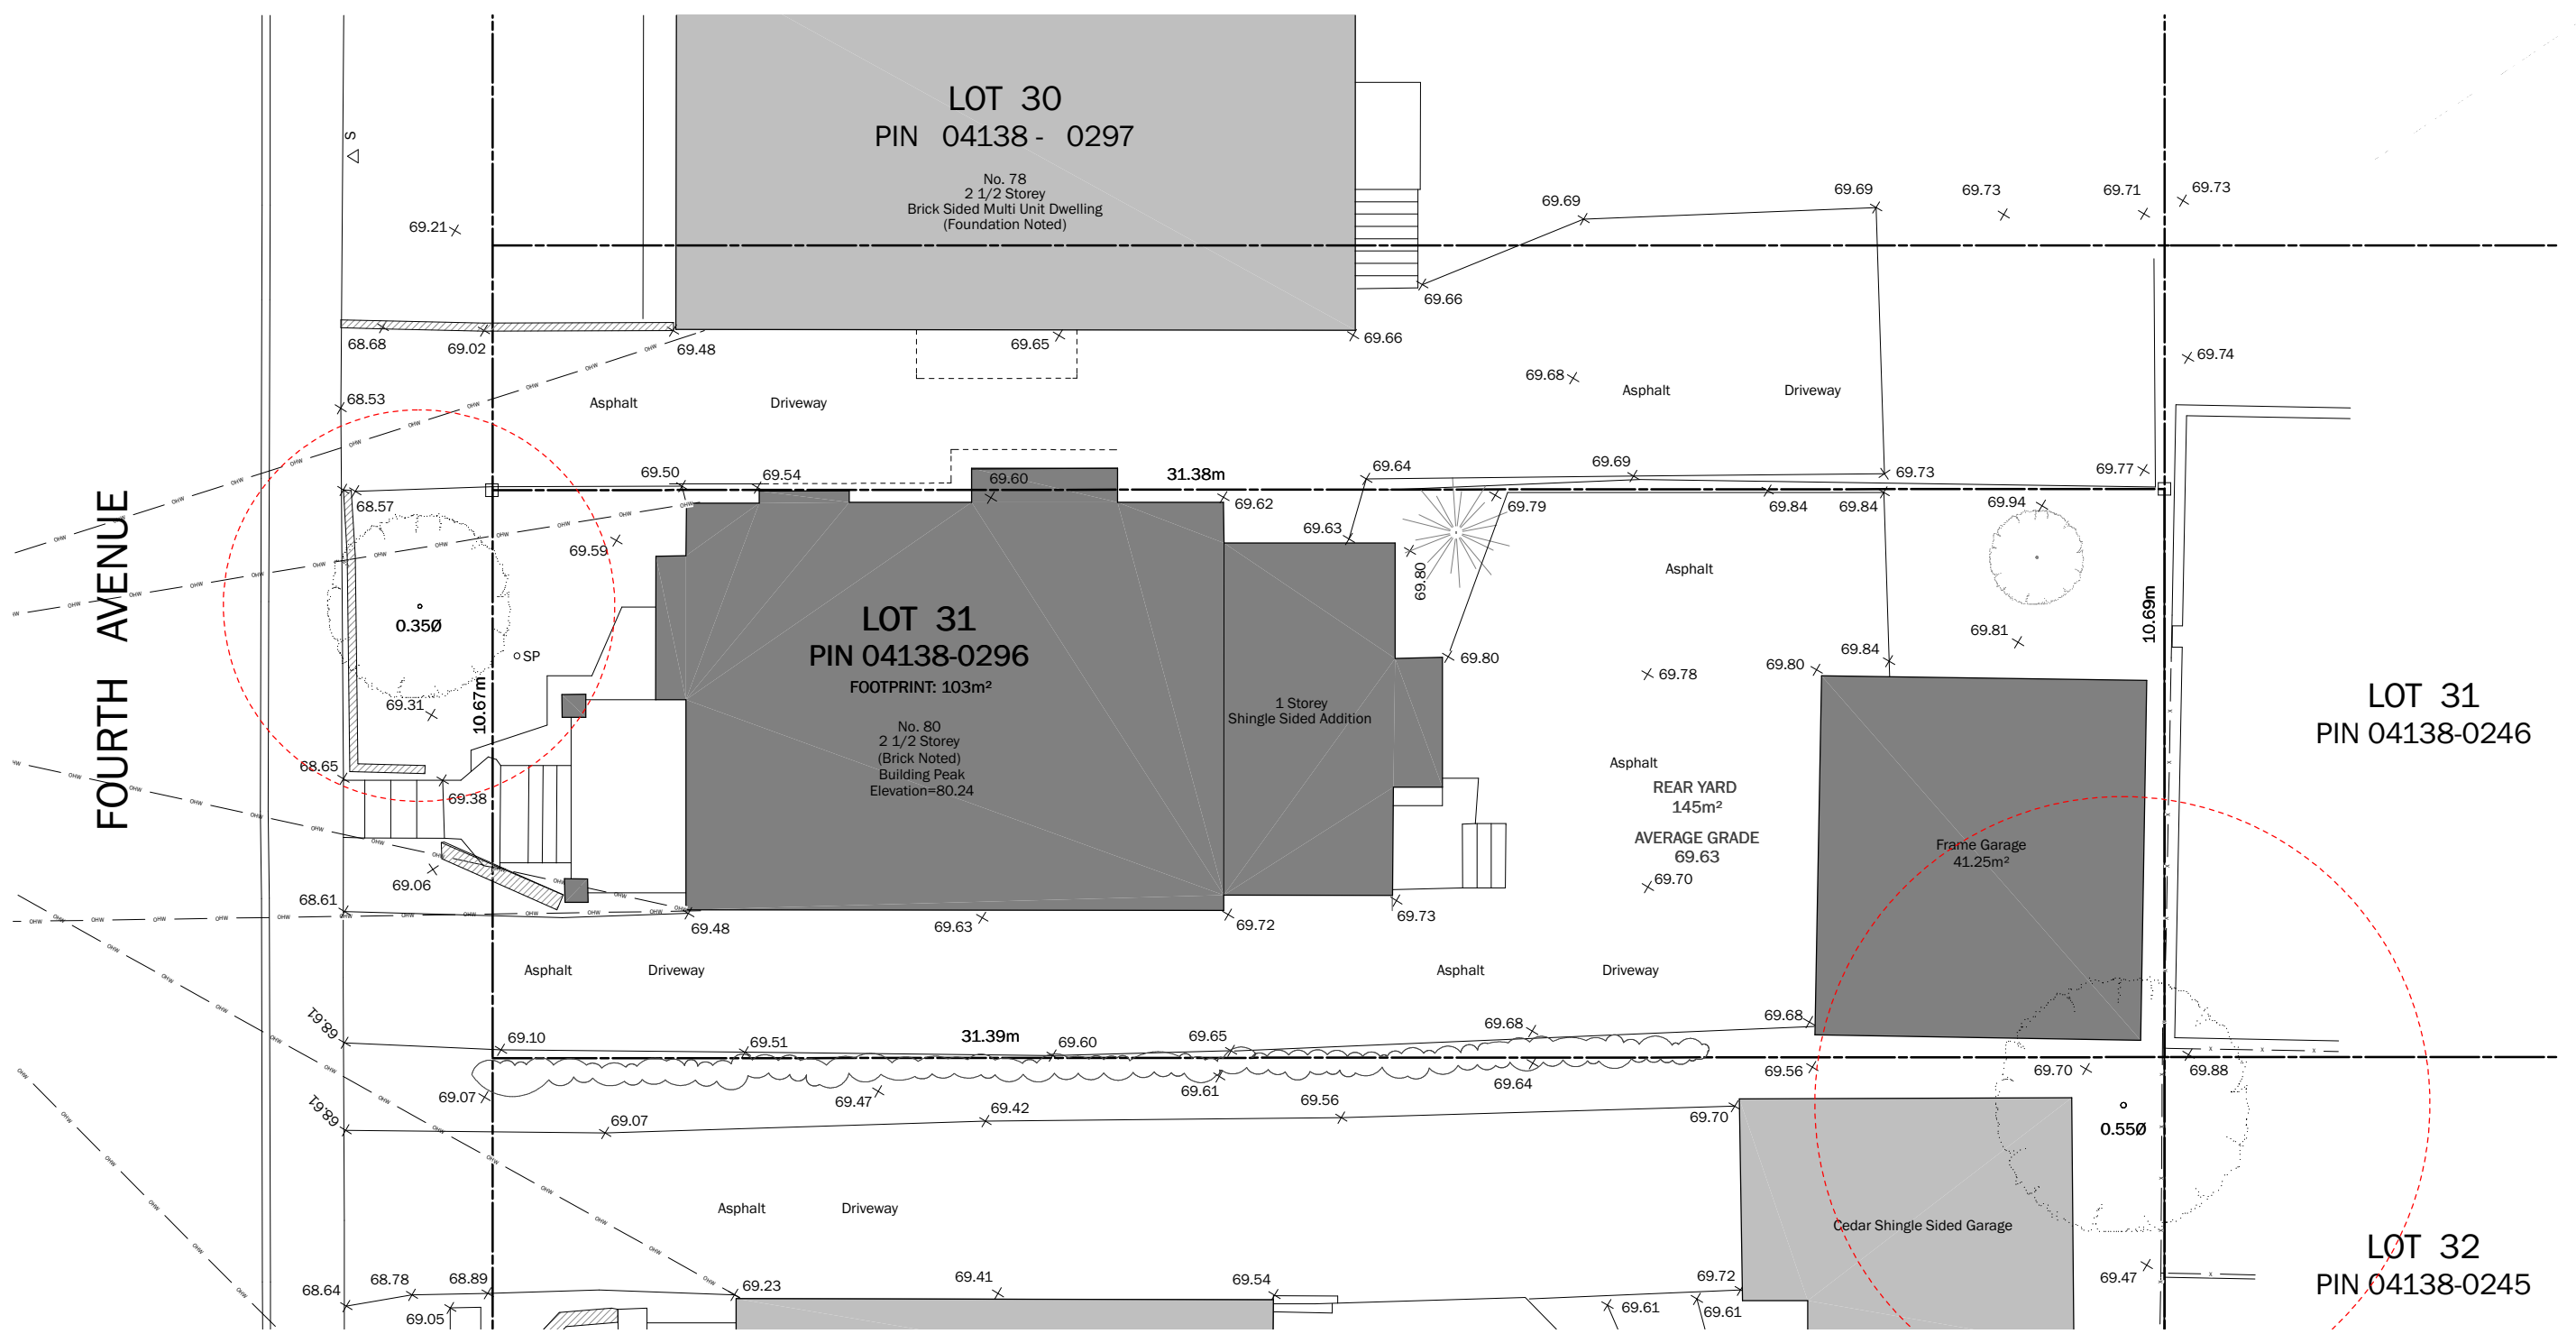 LOT 30
PIN 04138 - 0297
No. 78
2 1/2 Storey
Brick Sided Multi Unit Dwelling
(Foundation Noted)
S
69.21
69.69
69.69
69.73
69.71
69.73
69.66
68.68
69.02
69.48
69.65
69.66
69.74
68.53
Asphalt Driveway
69.68
Asphalt Driveway
69.50
69.54
69.60
31.38m
69.64
69.69
69.73
69.77
68.57
69.59
69.62
69.63
69.79
69.84
69.84
69.94
69.80
Asphalt
FOURTH AVENUE
0.35Ø
SP
LOT 31
PIN 04138-0296
FOOTPRINT: 103m²
No. 80
2 1/2 Storey
(Brick Noted)
Building Peak
Elevation=80.24
1 Storey
Shingle Sided Addition
69.80
69.78
69.80
69.84
69.81
10.69m
10.67m
69.31
68.65
69.38
69.06
68.61
LOT 31
PIN 04138-0246
Asphalt
REAR YARD
145m²
AVERAGE GRADE
69.63
69.70
Frame Garage
41.25m²
69.48
69.63
69.72
69.73
Asphalt Driveway
Asphalt Driveway
68.61
69.10
69.51
31.39m
69.60
69.65
69.68
69.68
69.07
69.47
69.61
69.64
69.56
69.70
69.88
68.61
69.07
69.42
69.56
69.70
0.55Ø
Asphalt Driveway
Cedar Shingle Sided Garage
LOT 32
PIN 04138-0245
68.64
68.78
68.89
69.05
69.23
69.41
69.54
69.61
69.72
69.61
69.47
OHW